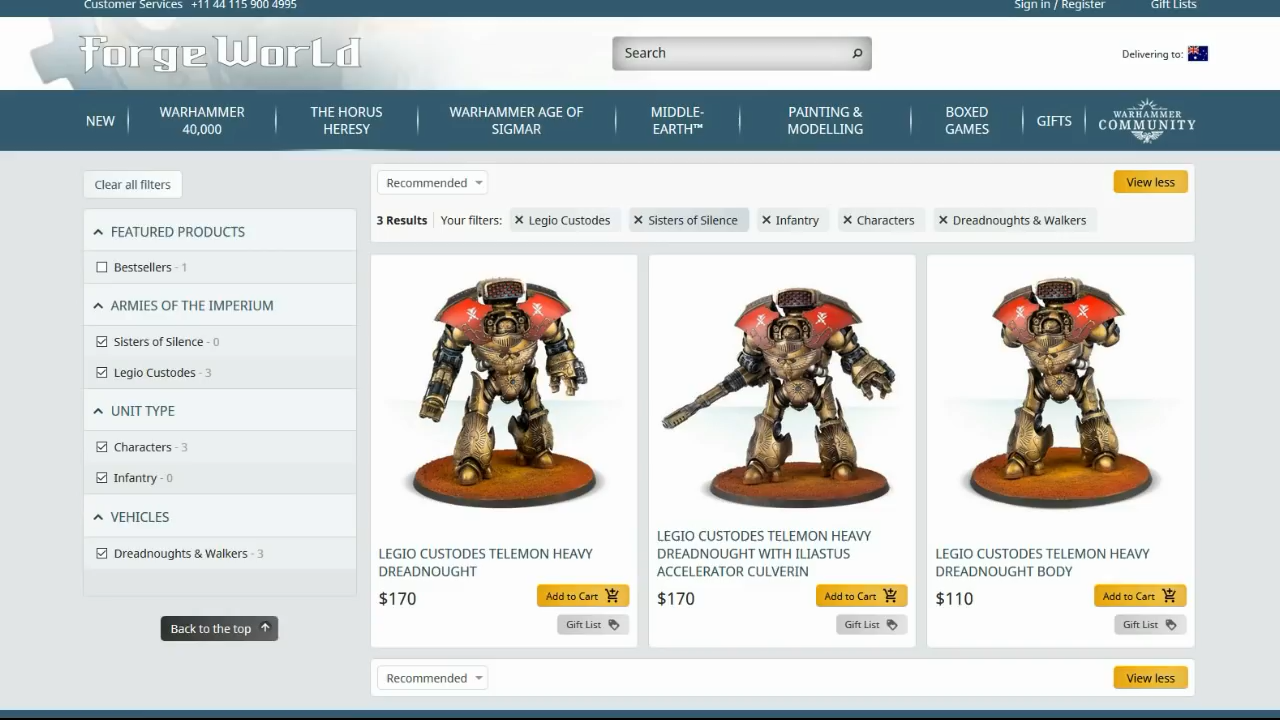 Customer Services +11 44 115 900 4995
Sign in / Register
Gift Lists
Forge World
Search
Delivering to:
NEW
WARHAMMER
40,000
THE HORUS
HERESY
WARHAMMER AGE OF
SIGMAR
MIDDLE-
EARTH™
PAINTING &
MODELLING
BOXED
GAMES
GIFTS
WARHAMMER
COMMUNITY
Clear all filters
Recommended
View less
3 Results
Your filters:
Legio Custodes
Sisters of Silence
Infantry
Characters
Dreadnoughts & Walkers
FEATURED PRODUCTS
Bestsellers - 1
ARMIES OF THE IMPERIUM
Sisters of Silence - 0
Legio Custodes - 3
UNIT TYPE
Characters - 3
Infantry - 0
VEHICLES
Dreadnoughts & Walkers - 3
Back to the top
LEGIO CUSTODES TELEMON HEAVY
DREADNOUGHT
$170
Add to Cart
Gift List
LEGIO CUSTODES TELEMON HEAVY
DREADNOUGHT WITH ILIASTUS
ACCELERATOR CULVERIN
$170
Add to Cart
Gift List
LEGIO CUSTODES TELEMON HEAVY
DREADNOUGHT BODY
$110
Add to Cart
Gift List
Recommended
View less